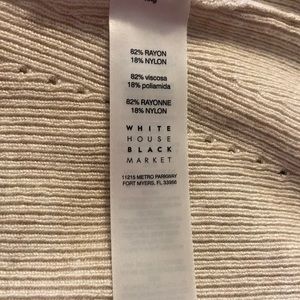 82% RAYON
18% NYLON
82% viscosa
18% poliamida
82% RAYONNE
18% NYLON
WHITE
HOUSE
BLACK
MARKET
11215 METRO PARKWAY
FORT MYERS, FL 33966